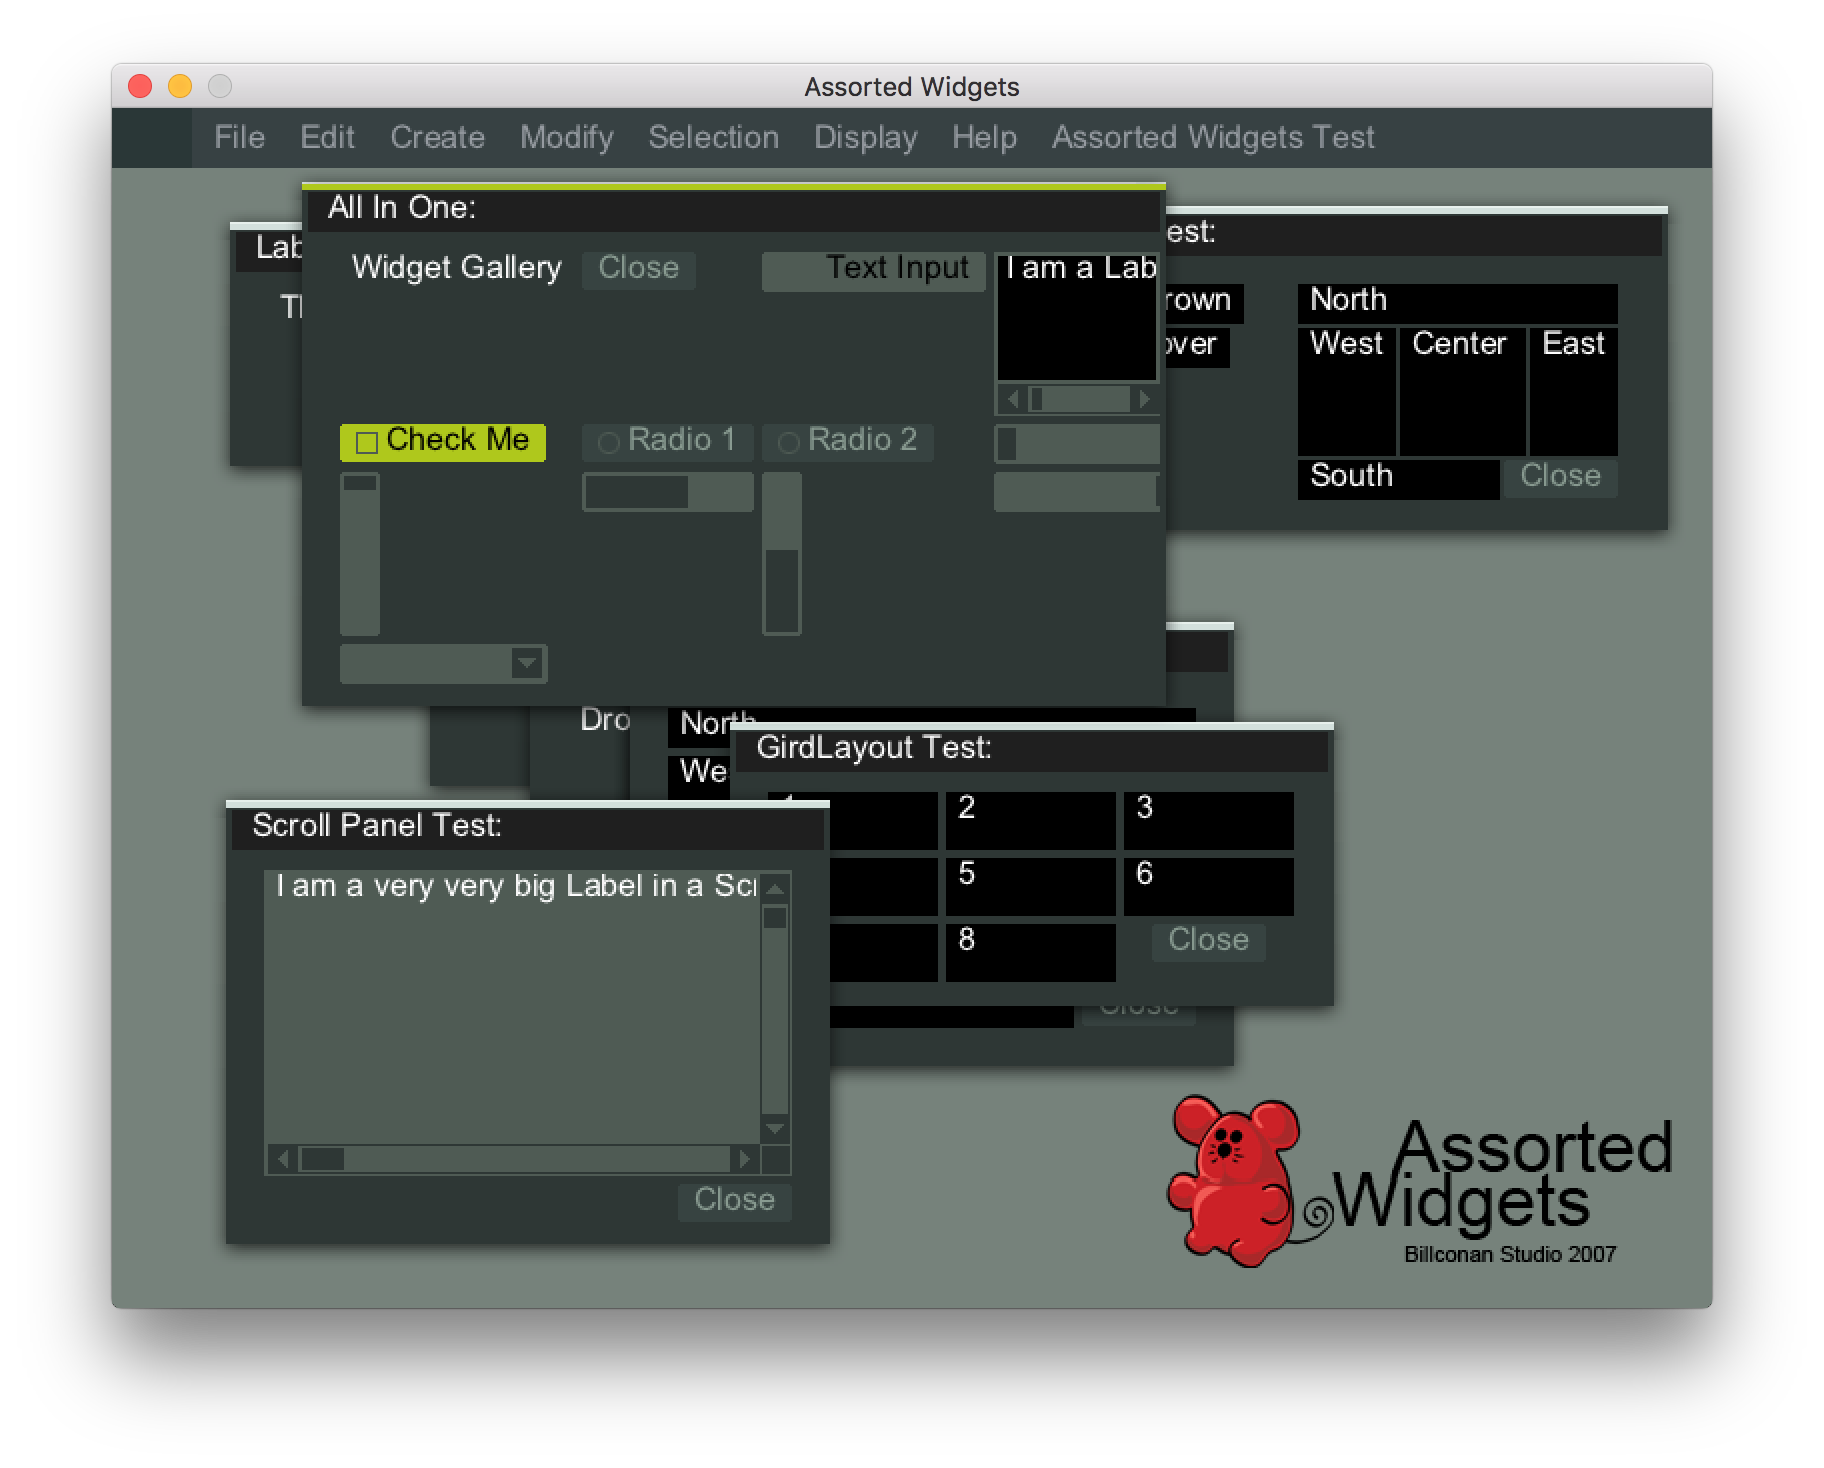 Assorted Widgets
File Edit Create Modify Selection Display Help Assorted Widgets Test
All In One:
Widget Gallery Close Text Input I am a Lab
Check Me Radio 1 Radio 2
est:
rown
over
North
West Center East
South Close
Lab
Dro
North
We
GirdLayout Test:
2 3
5 6
8 Close
Close
Scroll Panel Test:
I am a very very big Label in a Scr
Close
Assorted
Widgets
Billconan Studio 2007